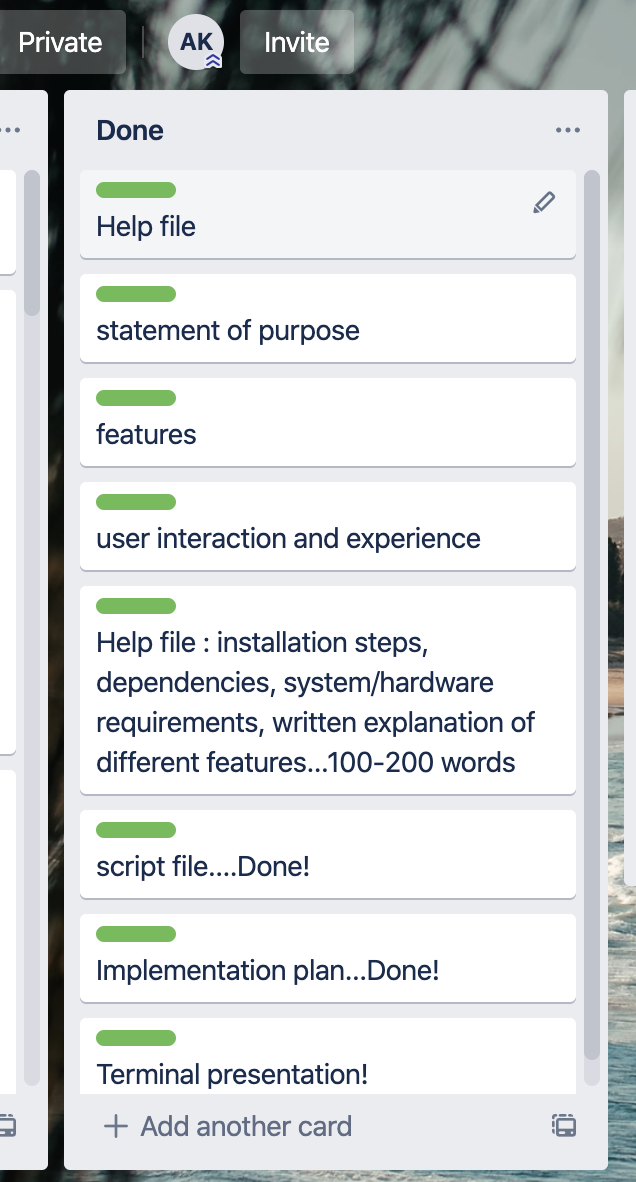 Private
AK
Invite
Done
Help file
statement of purpose
features
user interaction and experience
Help file : installation steps,
dependencies, system/hardware
requirements, written explanation of
different features...100-200 words
script file....Done!
Implementation plan...Done!
Terminal presentation!
Add another card